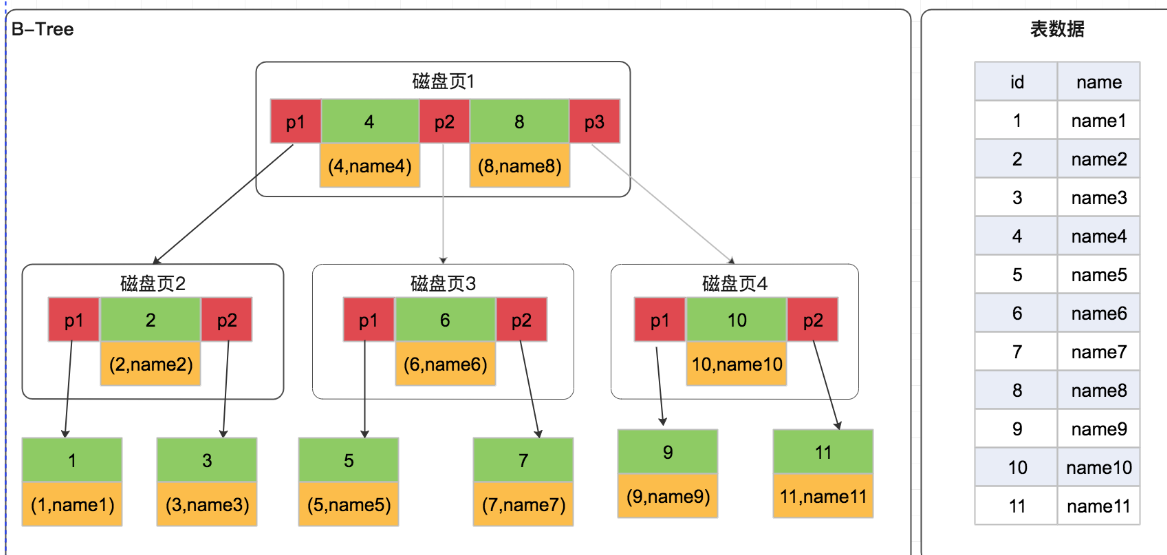 B-Tree
磁盘页1
p1 4 p2 8 p3
(4,name4) (8,name8)
磁盘页2 磁盘页3 磁盘页4
p1 2 p2 p1 6 p2 p1 10 p2
(2,name2) (6,name6) 10,name10
1 3 5 7 9 11
(1,name1) (3,name3) (5,name5) (7,name7) (9,name9) 11,name11
表数据
id name
1 name1
2 name2
3 name3
4 name4
5 name5
6 name6
7 name7
8 name8
9 name9
10 name10
11 name11